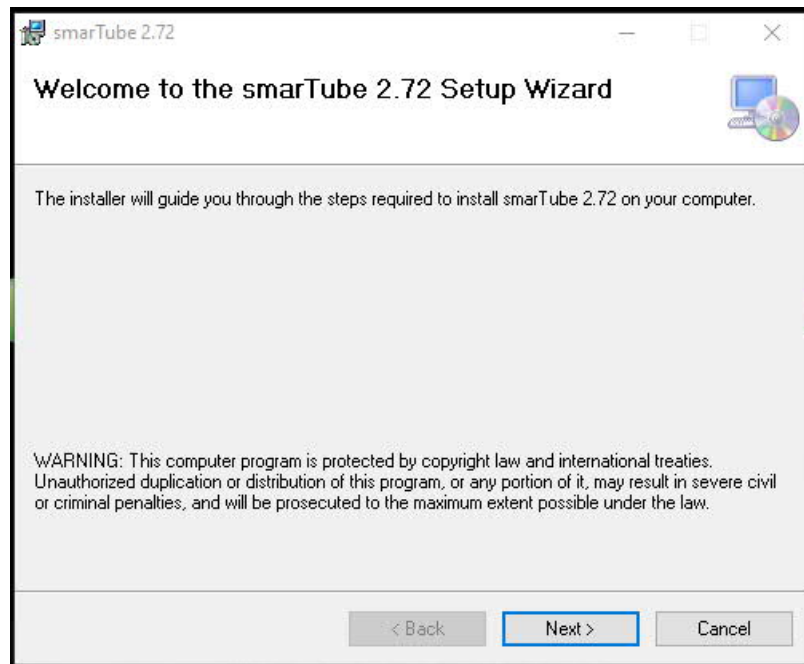 smarTube 2.72
Welcome to the smarTube 2.72 Setup Wizard
The installer will guide you through the steps required to install smarTube 2.72 on your computer.
WARNING: This computer program is protected by copyright law and international treaties.
Unauthorized duplication or distribution of this program, or any portion of it, may result in severe civil
or criminal penalties, and will be prosecuted to the maximum extent possible under the law.
< Back Next > Cancel